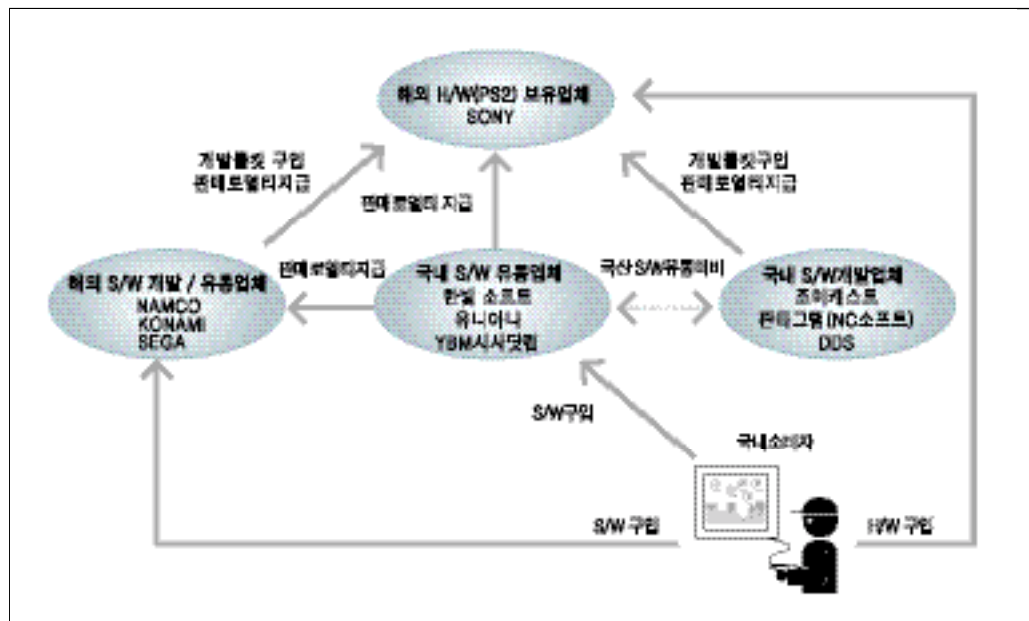 해외 H/W(PS2) 보유업체
SONY
개발툴킷 구입
판매로열티지급
판매로열티 지급
개발툴킷구입
판매로열티지급
해외 S/W 개발 / 유통업체
NAMCO
KONAMI
SEGA
판매로열티지급
국내 S/W 유통업체
한빛 소프트
유니아나
YBM시사닷컴
국산 S/W유통미비
국내 S/W개발업체
조이캐스트
판타그램(NC소프트)
DDS
S/W구입
국내소비자
S/W 구입
H/W 구입